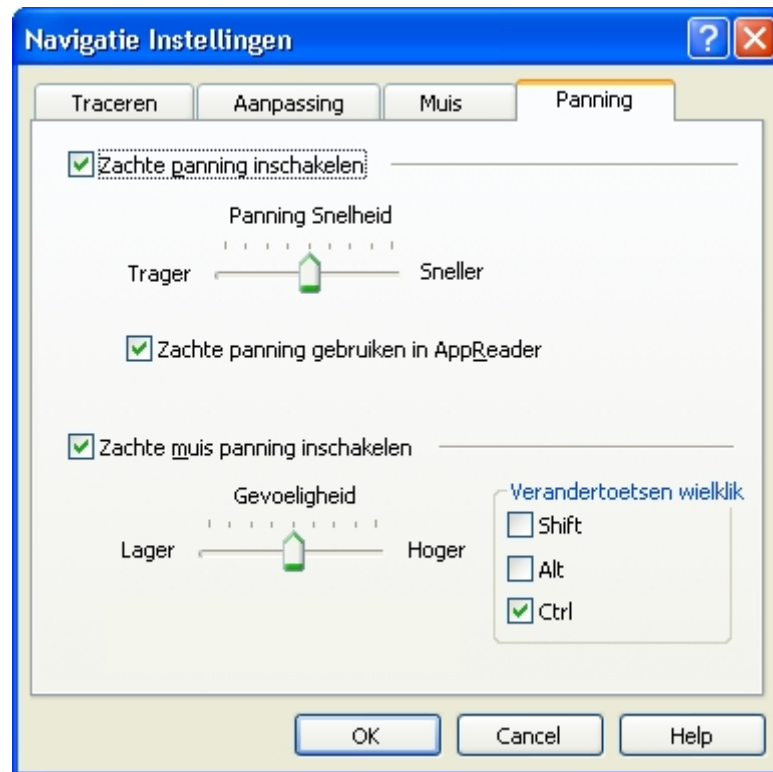 Navigatie Instellingen
Traceren Aanpassing Muis Panning
Zachte panning inschakelen
Panning Snelheid
Trager Sneller
Zachte panning gebruiken in AppReader
Zachte muis panning inschakelen
Gevoeligheid
Lager Hoger
Verandertoetsen wielklik
Shift
Alt
Ctrl
OK Cancel Help